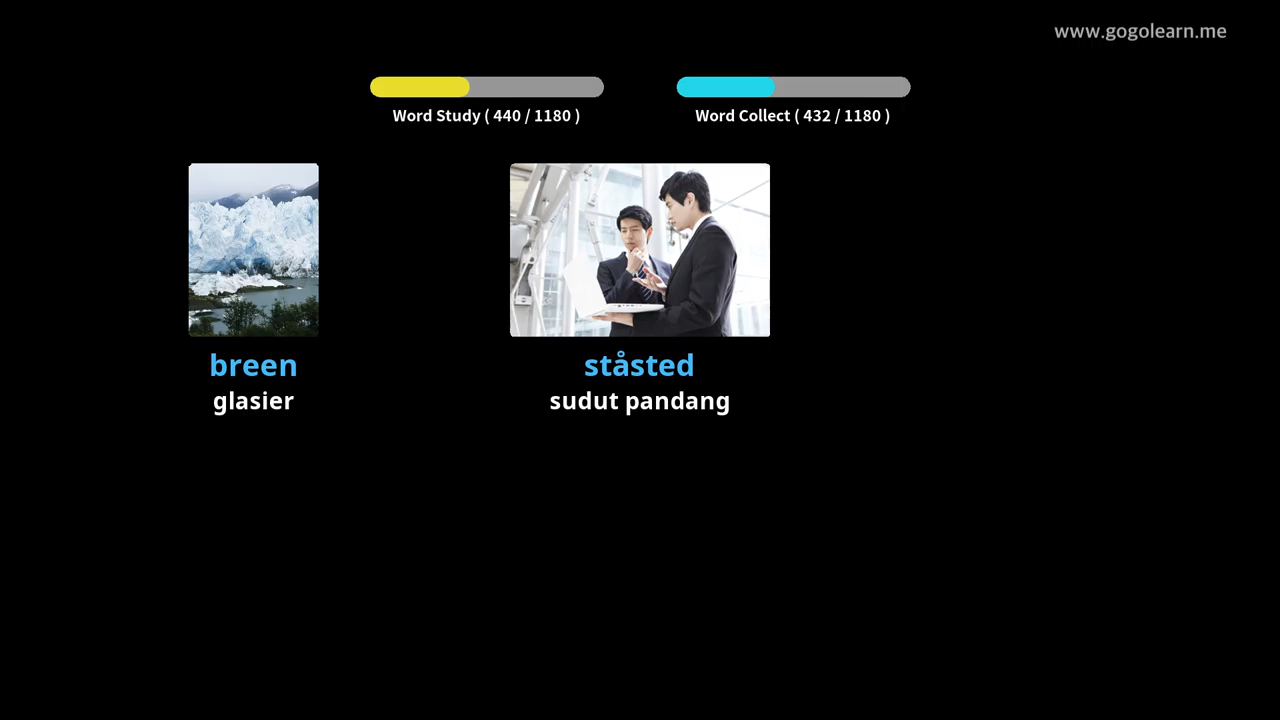 www.gogolearn.me
Word Study ( 440 / 1180 )
Word Collect ( 432 / 1180 )
breen
glasier
ståsted
sudut pandang